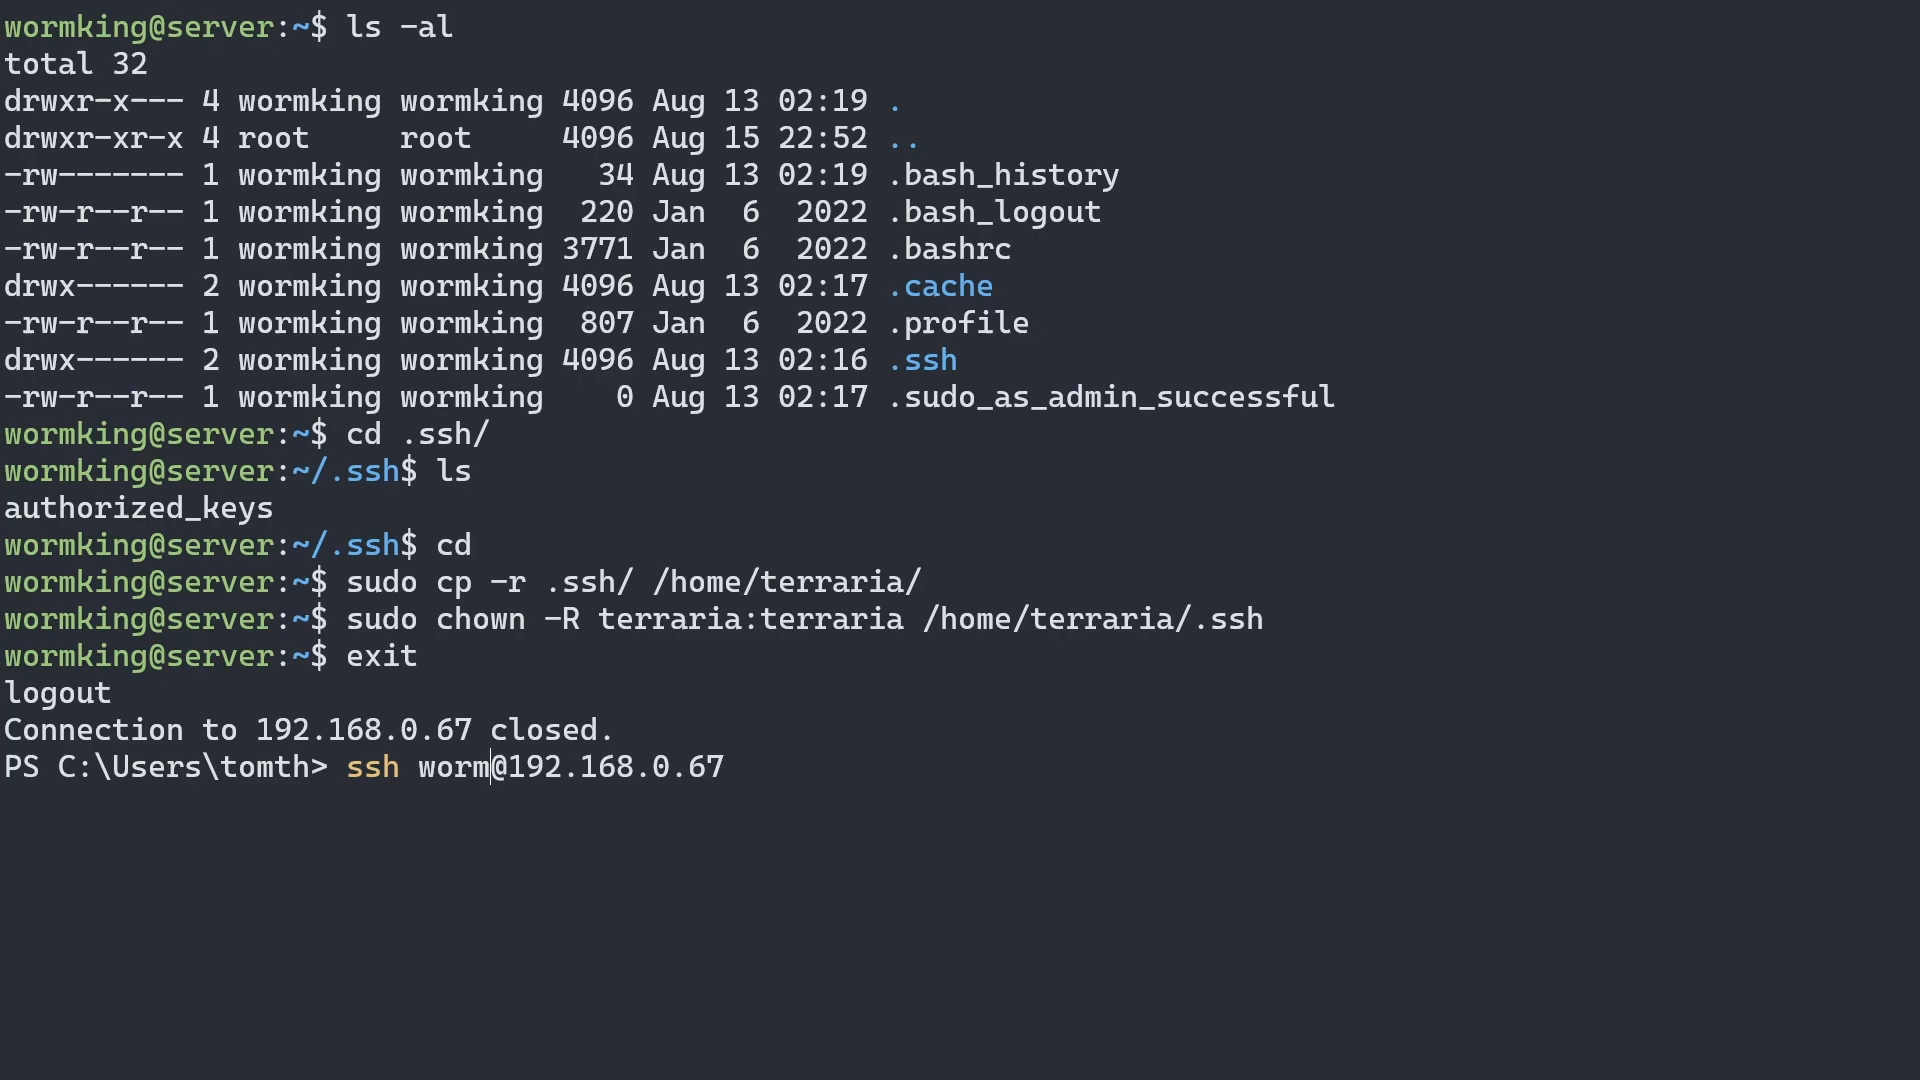 wormking@server:~$ ls -al
total 32
drwxr-x--- 4 wormking wormking 4096 Aug 13 02:19 .
drwxr-xr-x 4 root     root     4096 Aug 15 22:52 ..
-rw------- 1 wormking wormking   34 Aug 13 02:19 .bash_history
-rw-r--r-- 1 wormking wormking  220 Jan  6  2022 .bash_logout
-rw-r--r-- 1 wormking wormking 3771 Jan  6  2022 .bashrc
drwx------ 2 wormking wormking 4096 Aug 13 02:17 .cache
-rw-r--r-- 1 wormking wormking  807 Jan  6  2022 .profile
drwx------ 2 wormking wormking 4096 Aug 13 02:16 .ssh
-rw-r--r-- 1 wormking wormking    0 Aug 13 02:17 .sudo_as_admin_successful
wormking@server:~$ cd .ssh/
wormking@server:~/.ssh$ ls
authorized_keys
wormking@server:~/.ssh$ cd
wormking@server:~$ sudo cp -r .ssh/ /home/terraria/
wormking@server:~$ sudo chown -R terraria:terraria /home/terraria/.ssh
wormking@server:~$ exit
logout
Connection to 192.168.0.67 closed.
PS C:\Users\tomth> ssh worm@192.168.0.67